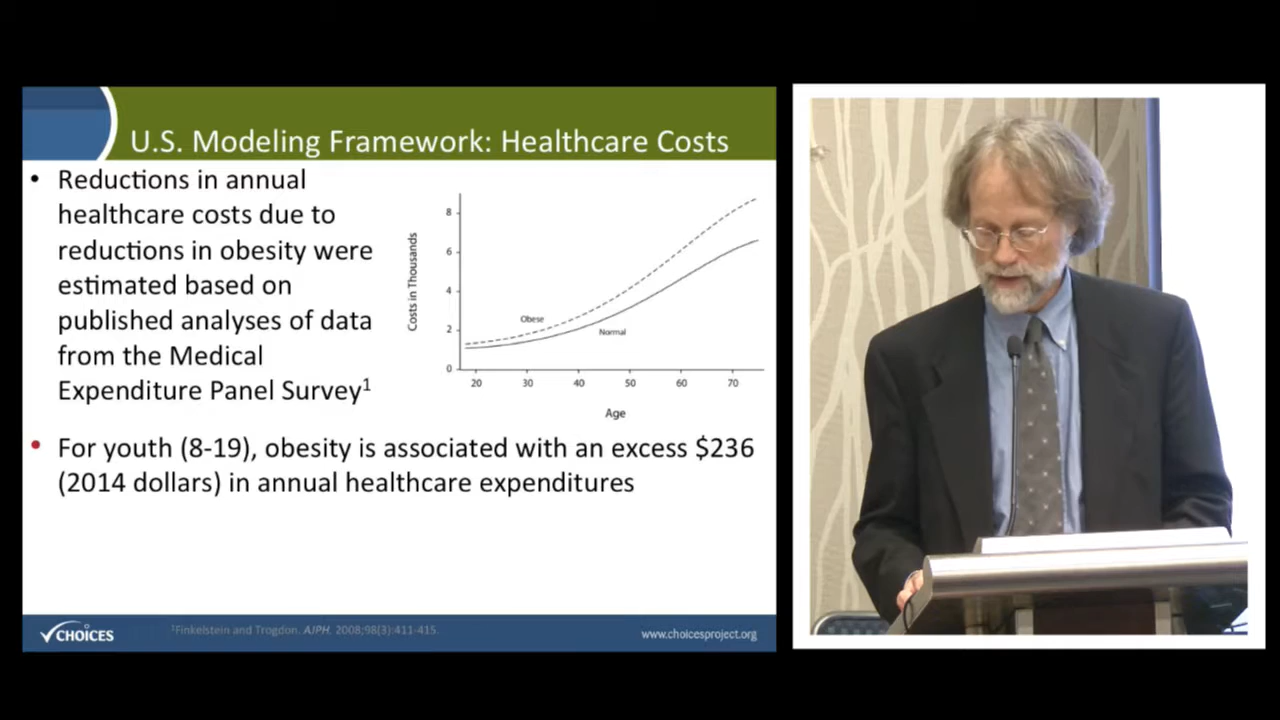 U.S. Modeling Framework: Healthcare Costs
• Reductions in annual
healthcare costs due to
reductions in obesity were
estimated based on
published analyses of data
from the Medical
Expenditure Panel Survey¹
Costs in Thousands
8
6
4
2
0
Obese
Normal
20 30 40 50 60 70
Age
• For youth (8-19), obesity is associated with an excess $236
(2014 dollars) in annual healthcare expenditures
CHOICES
¹Finkelstein and Trogdon. AJPH. 2008;98(3):411-415.
www.choicesproject.org